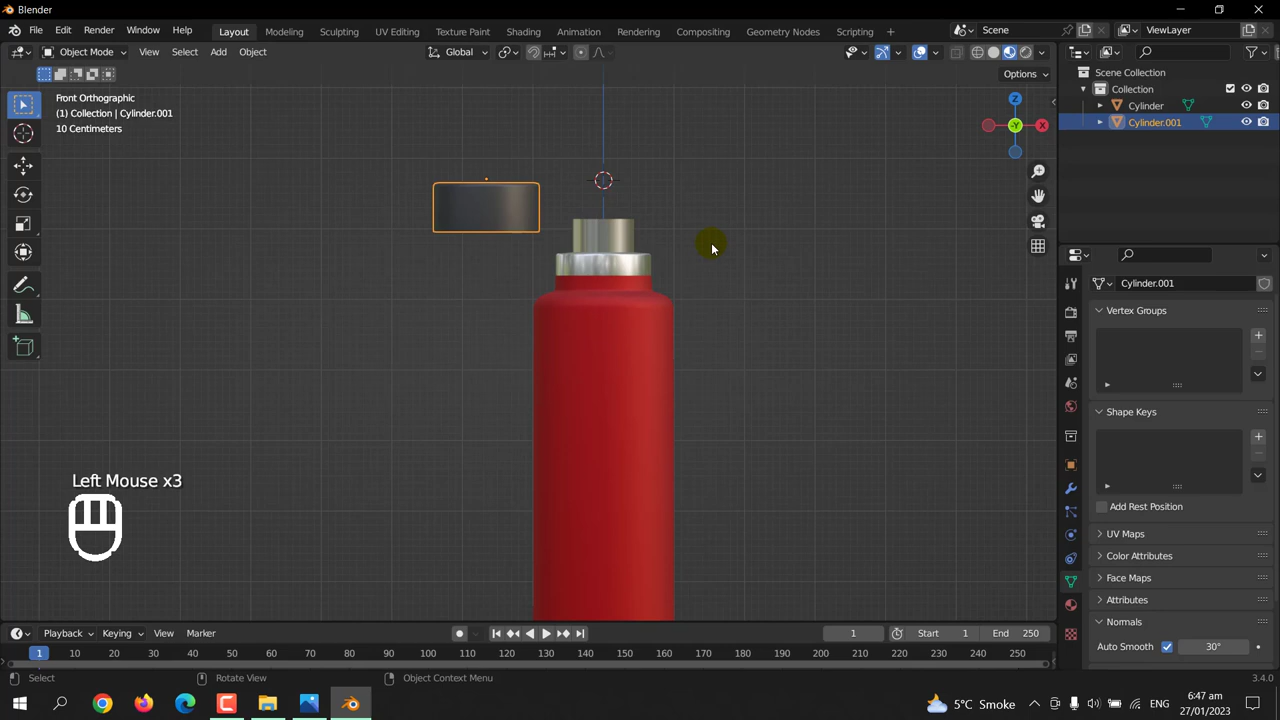 Blender
File Edit Render Window Help Layout Modeling Sculpting UV Editing Texture Paint Shading Animation Rendering Compositing Geometry Nodes Scripting Scene ViewLayer
Object Mode View Select Add Object Global
Options
Front Orthographic
(1) Collection | Cylinder.001
10 Centimeters
Z
X
-Y
Scene Collection
Collection
Cylinder
Cylinder.001
Cylinder.001
Vertex Groups
Shape Keys
Add Rest Position
UV Maps
Color Attributes
Face Maps
Attributes
Normals
Auto Smooth 30°
Left Mouse x3
Playback Keying View Marker 1 Start 1 End 250
1 10 20 30 40 50 60 70 80 90 100 110 120 130 140 150 160 170 180 190 200 210 220 230 240 250
Select Rotate View Object Context Menu 3.4.0
5°C Smoke ENG 6:47 am
27/01/2023